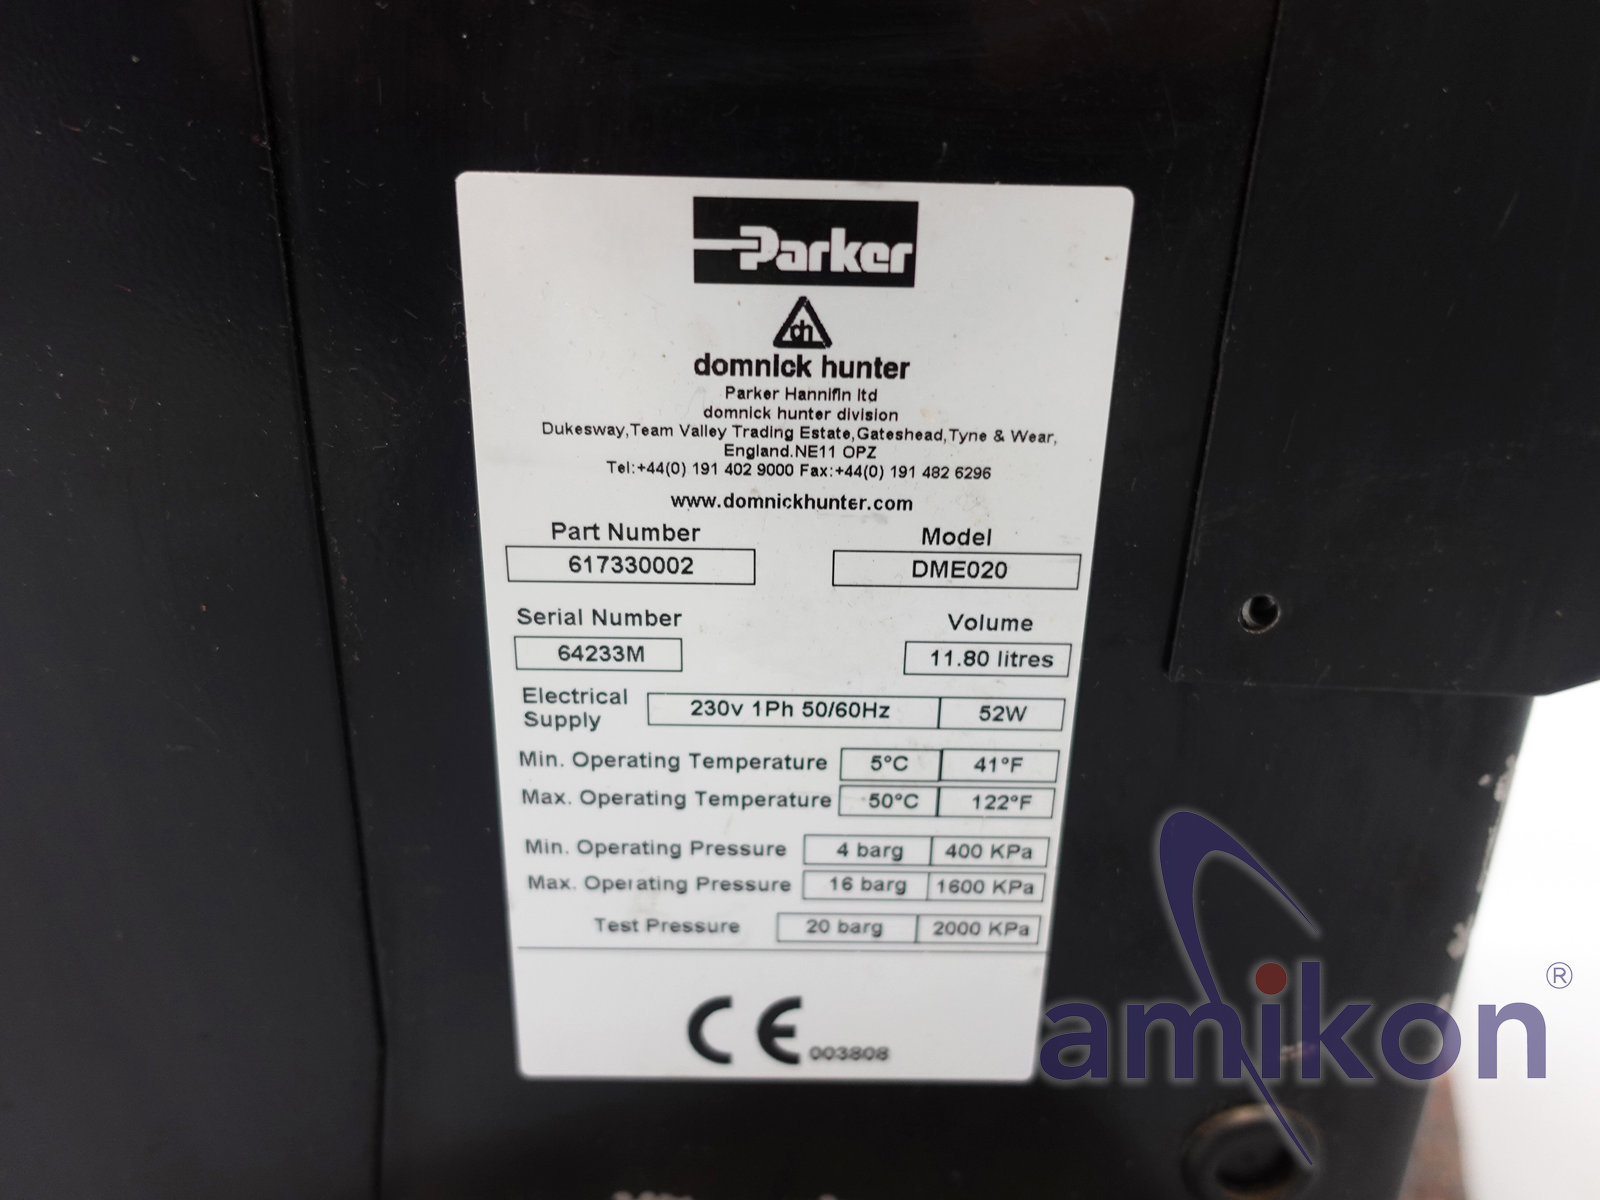 Parker
dh
domnick hunter
Parker Hannifin ltd
domnick hunter division
Dukesway,Team Valley Trading Estate,Gateshead,Tyne & Wear,
England.NE11 OPZ
Tel:+44(0) 191 402 9000 Fax:+44(0) 191 482 6296
www.domnickhunter.com
Part Number Model
617330002 DME020
Serial Number Volume
64233M 11.80 litres
Electrical Supply 230v 1Ph 50/60Hz 52W
Min. Operating Temperature 5°C 41°F
Max. Operating Temperature 50°C 122°F
Min. Operating Pressure 4 barg 400 KPa
Max. Operating Pressure 16 barg 1600 KPa
Test Pressure 20 barg 2000 KPa
CE 003808
amikon®